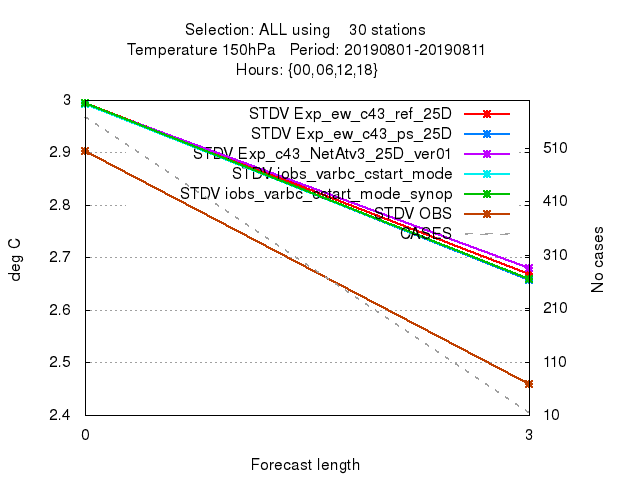 Selection: ALL using 30 stations
Temperature 150hPa Period: 20190801-20190811
Hours: {00,06,12,18}
3
2.9
2.8
2.7
2.6
2.5
2.4
deg C
STDV Exp_ew_c43_ref_25D
STDV Exp_ew_c43_ps_25D
STDV Exp_c43_NetAtv3_25D_ver01
STDV iobs_varbc_cstart_mode
STDV iobs_varbc_cstart_mode_synop
STDV OBS
CASES
510
410
310
210
110
10
No cases
0 3
Forecast length